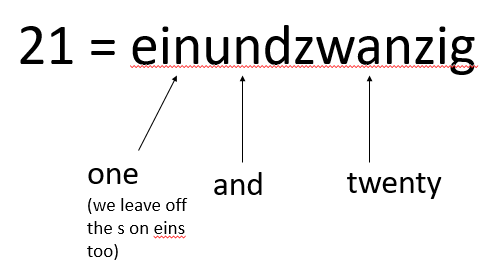 21 = einundzwanzig
one
and
twenty
(we leave off
the s on eins
too)